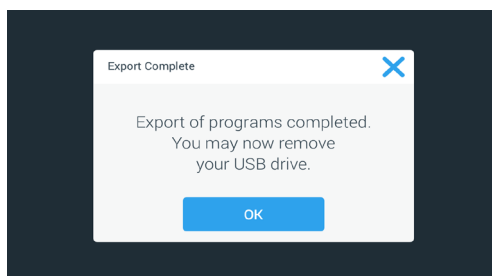 Export Complete
Export of programs completed.
You may now remove
your USB drive.
OK